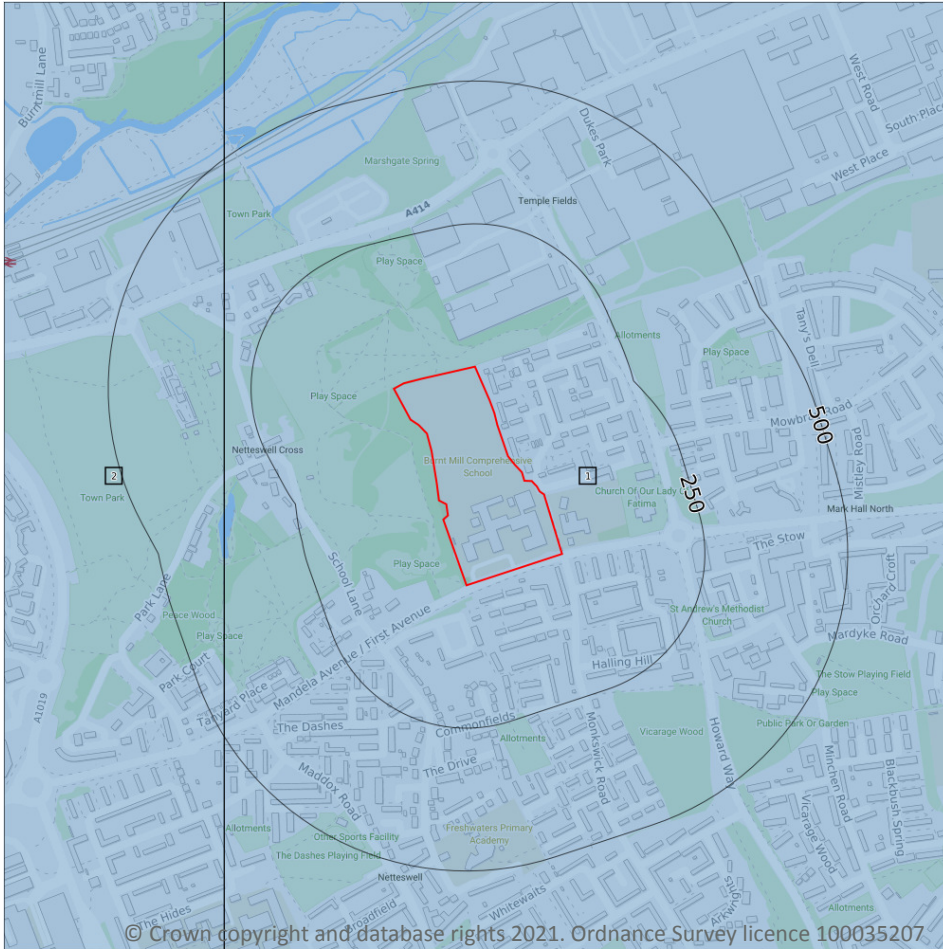 Burntmill Lane
West Road
South Plac
West Place
Dukes Park
Marshgate Spring
Temple Fields
Town Park
A414
Play Space
Allotments
Tany's Dell
Play Space
Play Space
500
Mowbray Road
Netteswell Cross
Mistley Road
Burnt Mill Comprehensive
School
2
1
250
Town Park
Church Of Our Lady Of
Fatima
Mark Hall North
The Stow
Play Space
School Lane
Orchard Croft
Park Lane
Peace Wood
Play Space
Mandela Avenue / First Avenue
St Andrew's Methodist
Church
Mardyke Road
Park Court
Halling Hill
The Stow Playing Field
Play Space
A1019
Tanyard Place
The Dashes
Commonfields
Allotments
Monkswick Road
Vicarage Wood
Howard Way
Public Park Or Garden
Minchen Road
Blackbush Spring
The Drive
Maddox Road
Vicarage Wood
Allotments
Other Sports Facility
The Dashes Playing Field
Freshwaters Primary
Academy
Netteswell
Whitewaits
Allotments
The Hides
© Crown copyright and database rights 2021. Ordnance Survey licence 100035207.